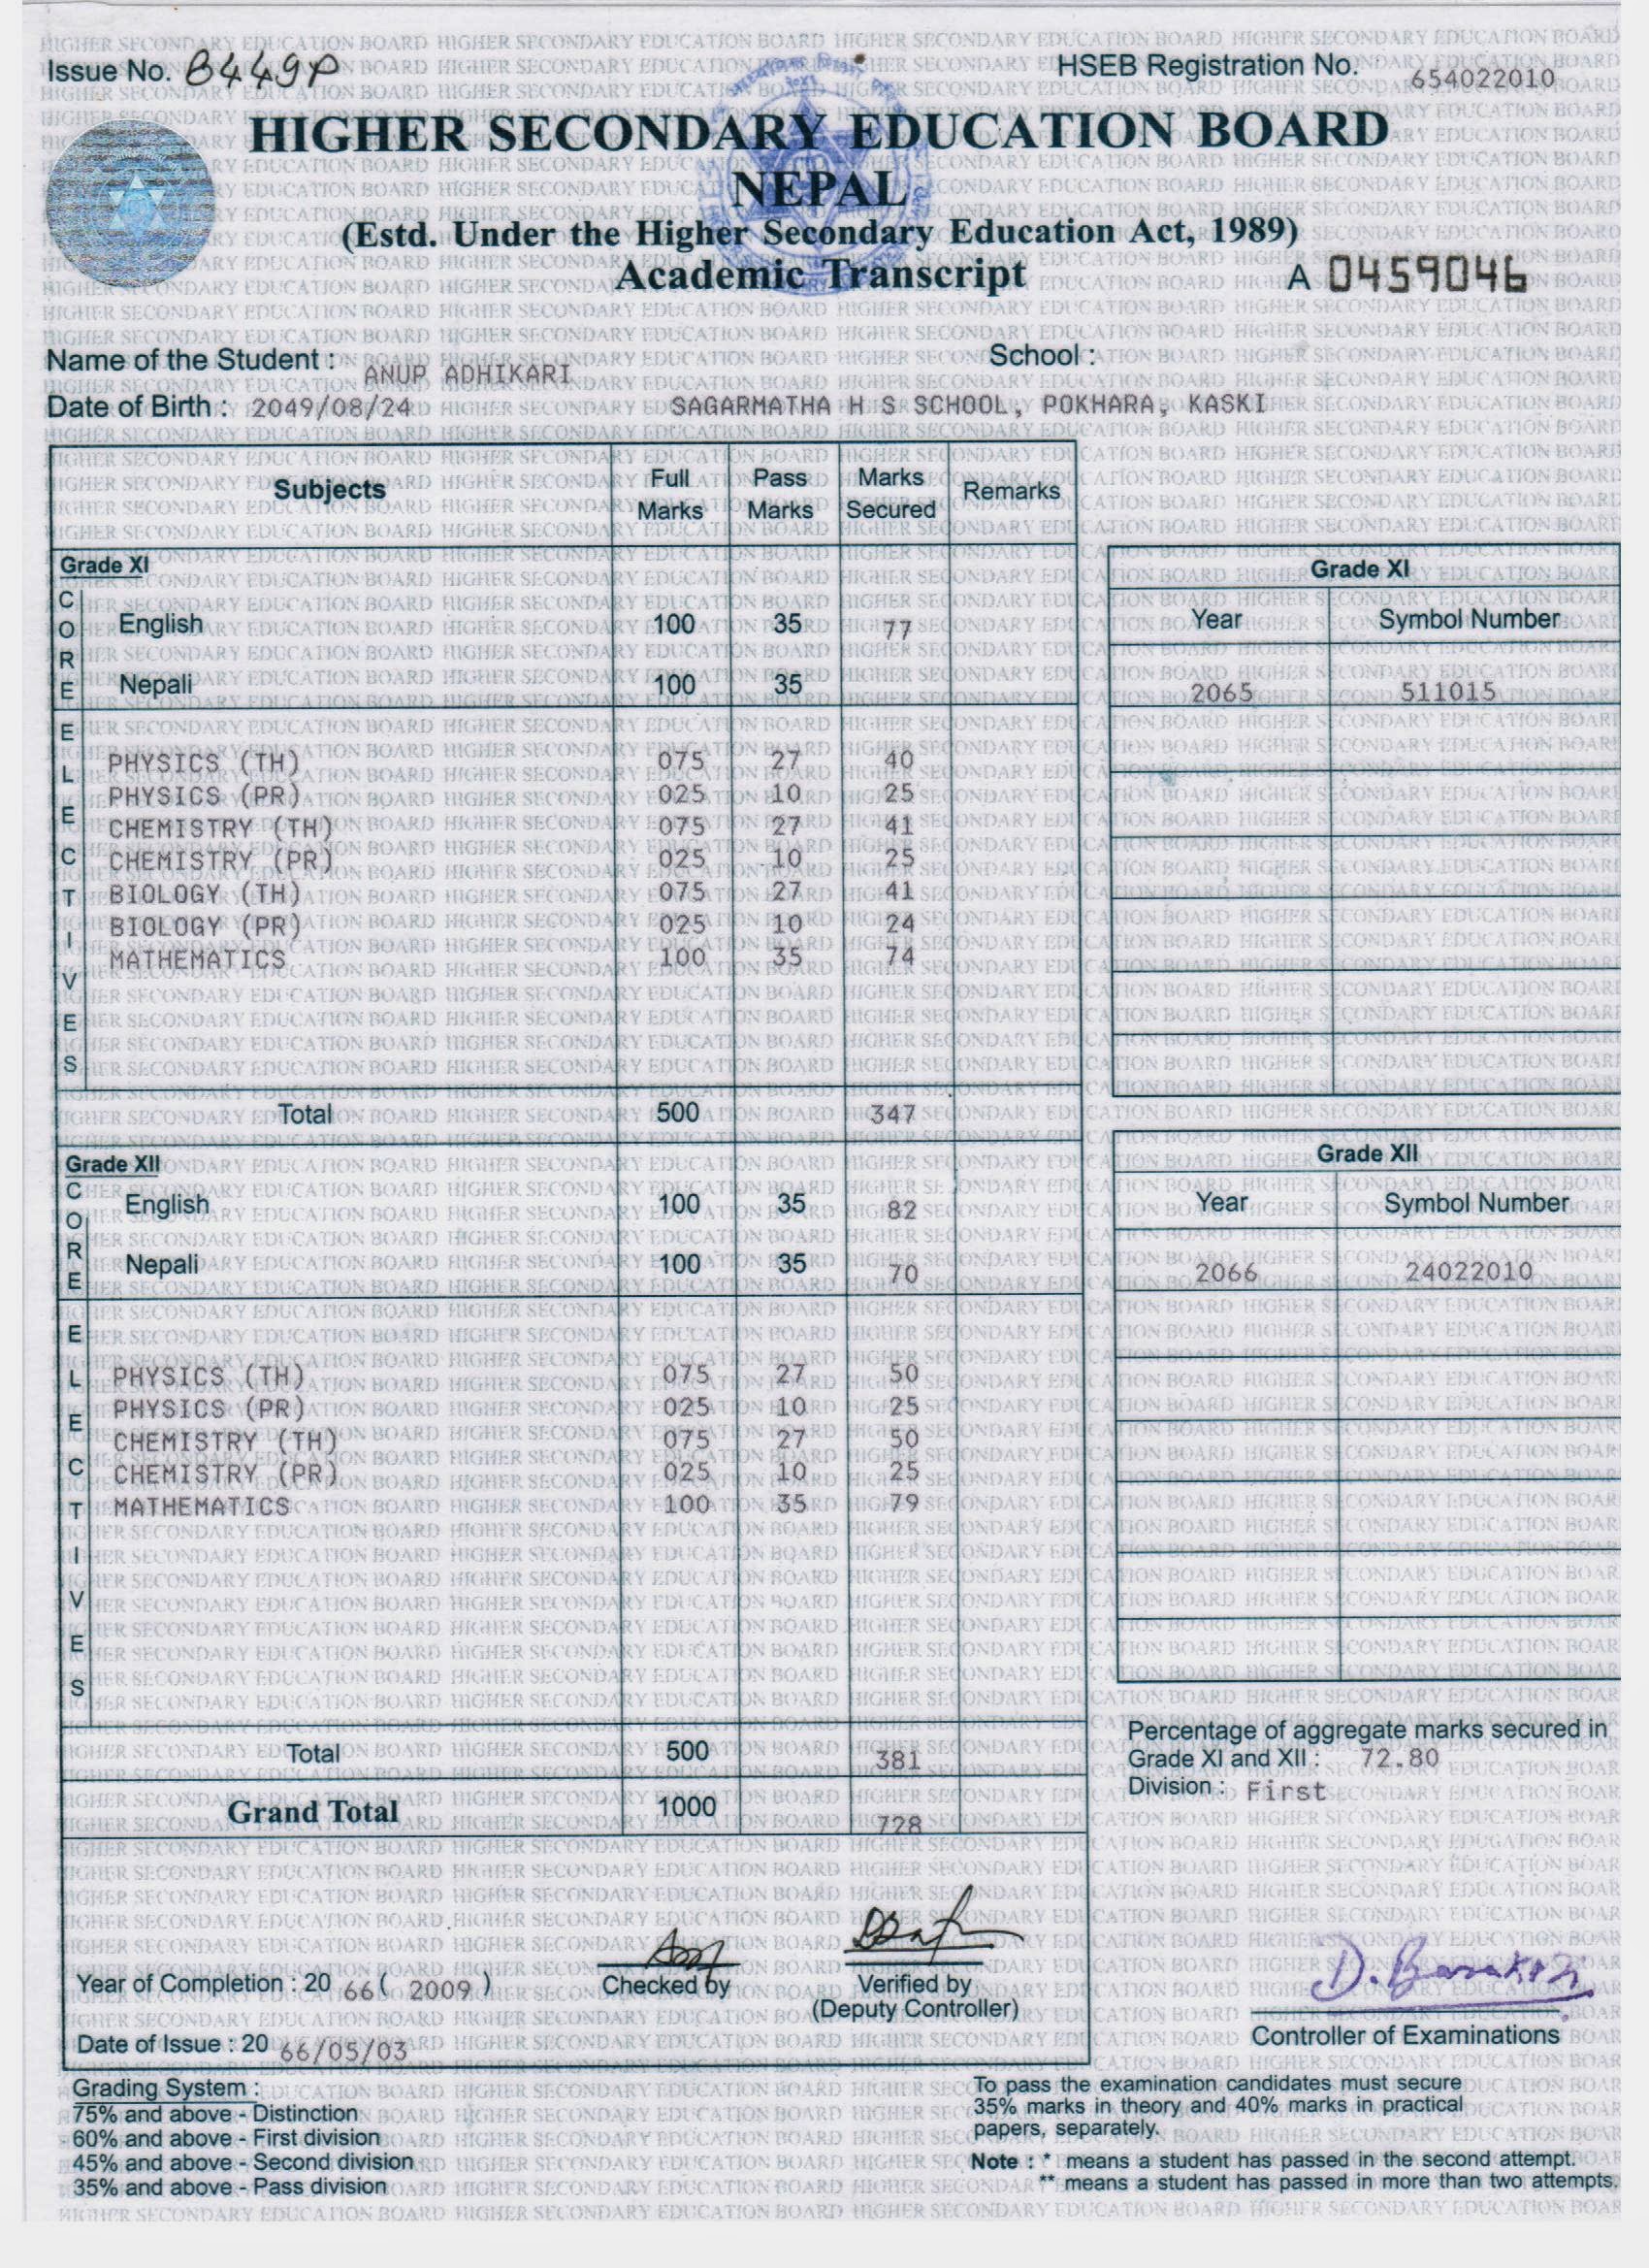 Issue No. 8449P
HSEB Registration No. 654022010
HIGHER SECONDARY EDUCATION BOARD
NEPAL
(Estd. Under the Higher Secondary Education Act, 1989)
Academic Transcript
A 0459046
Name of the Student : ANUP ADHIKARI
School :
Date of Birth : 2049/08/24 SAGARMATHA H S SCHOOL, POKHARA, KASKI
Subjects Full Marks Pass Marks Marks Secured Remarks
Grade XI
CORE
English 100 35 77
Nepali 100 35
ELECTIVES
PHYSICS (TH) 075 27 40
PHYSICS (PR) 025 10 25
CHEMISTRY (TH) 075 27 41
CHEMISTRY (PR) 025 10 25
BIOLOGY (TH) 075 27 41
BIOLOGY (PR) 025 10 24
MATHEMATICS 100 35 74
Total 500 347
Grade XI
Year Symbol Number
2065 511015
Grade XII
CORE
English 100 35 82
Nepali 100 35 70
ELECTIVES
PHYSICS (TH) 075 27 50
PHYSICS (PR) 025 10 25
CHEMISTRY (TH) 075 27 50
CHEMISTRY (PR) 025 10 25
MATHEMATICS 100 35 79
Total 500 381
Grand Total 1000 728
Grade XII
Year Symbol Number
2066 24022010
Percentage of aggregate marks secured in
Grade XI and XII : 72.80
Division : First
Year of Completion : 20 66( 2009 )
Checked by
Verified by
(Deputy Controller)
Controller of Examinations
Date of Issue : 20 66/05/03
Grading System :
75% and above - Distinction
60% and above - First division
45% and above - Second division
35% and above - Pass division
To pass the examination candidates must secure
35% marks in theory and 40% marks in practical
papers, separately.
Note : * means a student has passed in the second attempt.
** means a student has passed in more than two attempts.